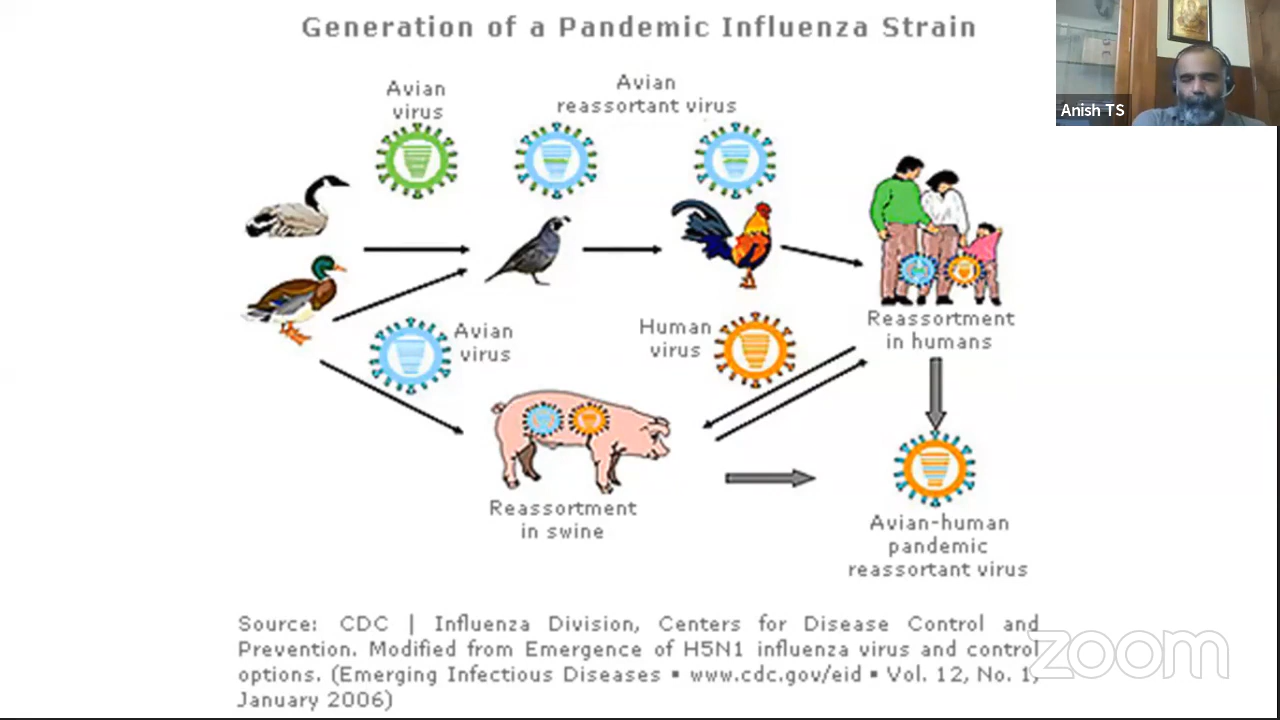 Generation of a Pandemic Influenza Strain
Anish TS
Avian
virus
Avian
reassortant virus
Avian
virus
Human
virus
Reassortment
in humans
Reassortment
in swine
Avian-human
pandemic
reassortant virus
Source: CDC | Influenza Division, Centers for Disease Control and
Prevention. Modified from Emergence of H5N1 influenza virus and control
options. (Emerging Infectious Diseases ▪ www.cdc.gov/eid ▪ Vol. 12, No. 1,
January 2006)
zoom